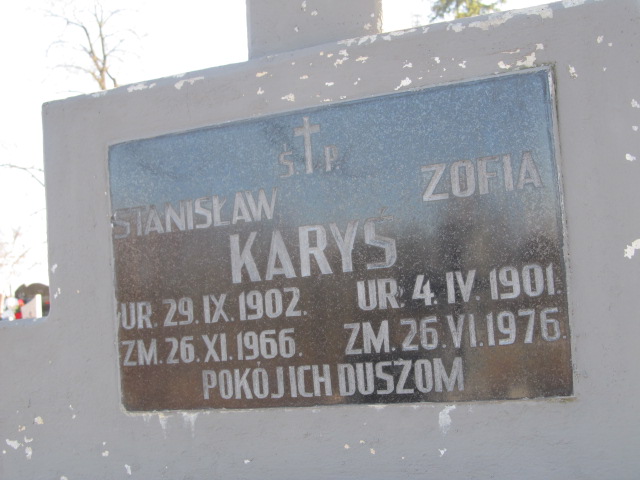 Ś P.
STANISŁAW ZOFIA
KARYŚ
UR. 29. IX. 1902. UR. 4. IV. 1901.
ZM. 26. XI. 1966. ZM. 26. VI. 1976.
POKÓJ ICH DUSZOM